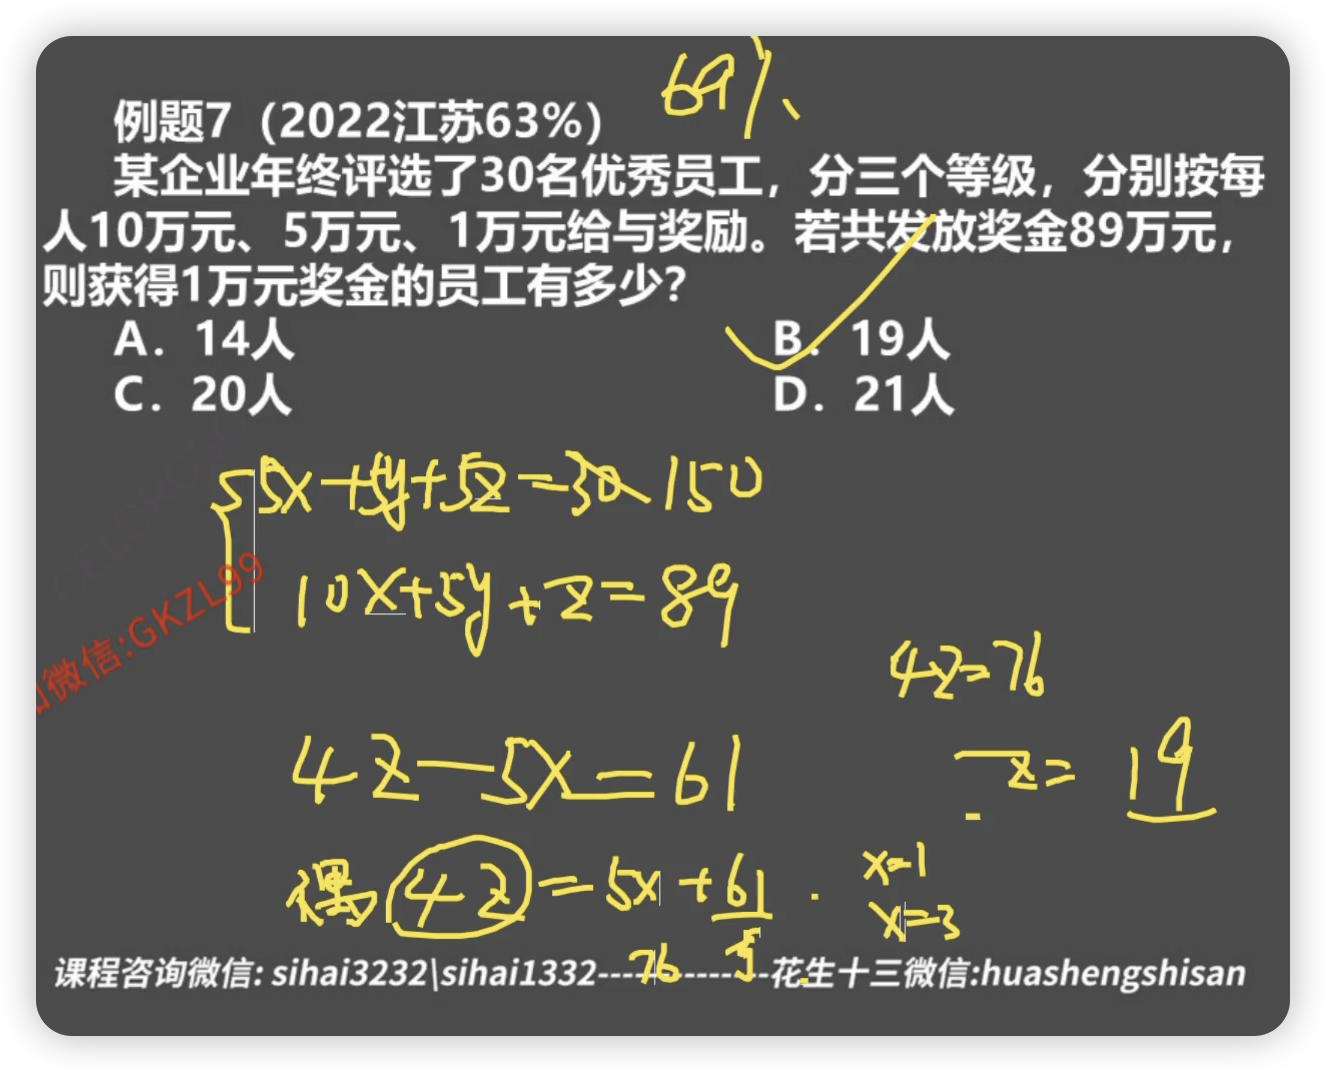 69%
例题7（2022江苏63%）
某企业年终评选了30名优秀员工，分三个等级，分别按每
人10万元、5万元、1万元给与奖励。若共发放奖金89万元，
则获得1万元奖金的员工有多少？
A. 14人 B. 19人
C. 20人 D. 21人
5x+5y+5z=30 150
10x+5y+z=89
微信:GKZL99
4z=76
4z-5x=61
z=19
偶 4z=5x+61
x=1
x=3
76 5
课程咨询微信: sihai3232\sihai1332---------------花生十三微信:huashengshisan